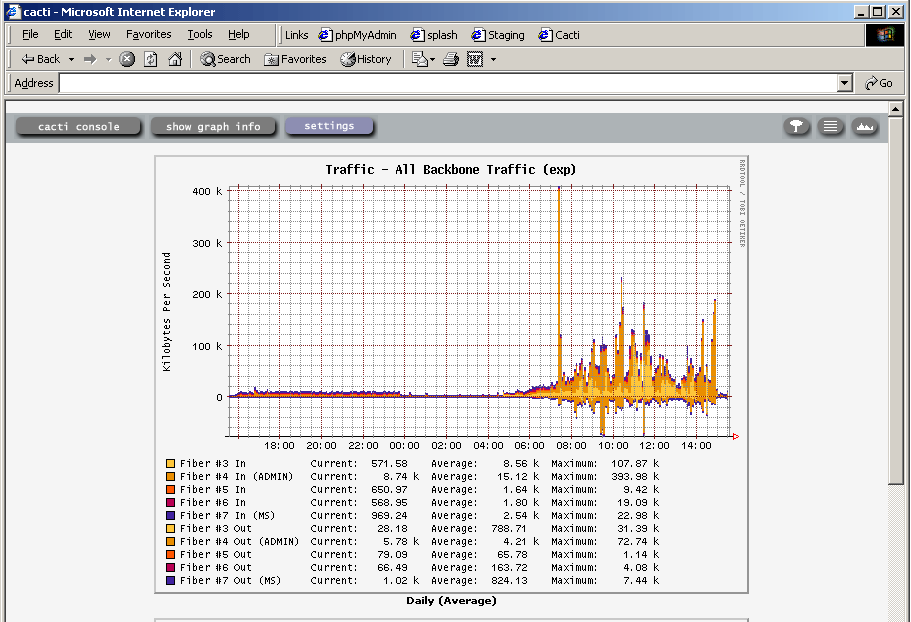 cacti - Microsoft Internet Explorer
File Edit View Favorites Tools Help Links phpMyAdmin splash Staging Cacti
Back Search Favorites History
Address Go
cacti console show graph info settings
Traffic - All Backbone Traffic (exp)
RRDTOOL / TOBI OETIKER
Kilobytes Per Second
400 k
300 k
200 k
100 k
0
18:00 20:00 22:00 00:00 02:00 04:00 06:00 08:00 10:00 12:00 14:00
Fiber #3 In Current: 571.58 Average: 8.56 k Maximum: 107.87 k
Fiber #4 In (ADMIN) Current: 8.74 k Average: 15.12 k Maximum: 393.98 k
Fiber #5 In Current: 650.97 Average: 1.64 k Maximum: 9.42 k
Fiber #6 In Current: 568.95 Average: 1.80 k Maximum: 19.09 k
Fiber #7 In (MS) Current: 969.24 Average: 2.54 k Maximum: 22.98 k
Fiber #3 Out Current: 28.18 Average: 788.71 Maximum: 31.39 k
Fiber #4 Out (ADMIN) Current: 5.78 k Average: 4.21 k Maximum: 72.74 k
Fiber #5 Out Current: 79.09 Average: 65.78 Maximum: 1.14 k
Fiber #6 Out Current: 66.49 Average: 163.72 Maximum: 4.08 k
Fiber #7 Out (MS) Current: 1.02 k Average: 824.13 Maximum: 7.44 k
Daily (Average)